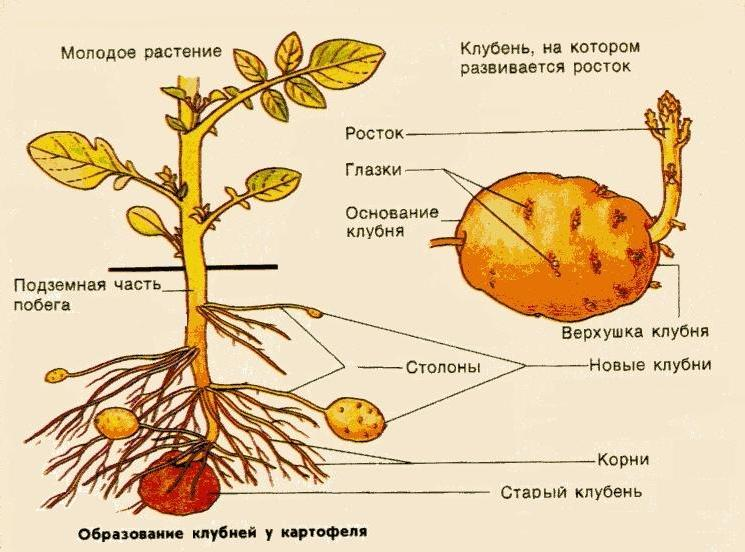 Молодое растение
Клубень, на котором
развивается росток
Росток
Глазки
Основание
клубня
Подземная часть
побега
Верхушка клубня
Столоны
Новые клубни
Корни
Старый клубень
Образование клубней у картофеля